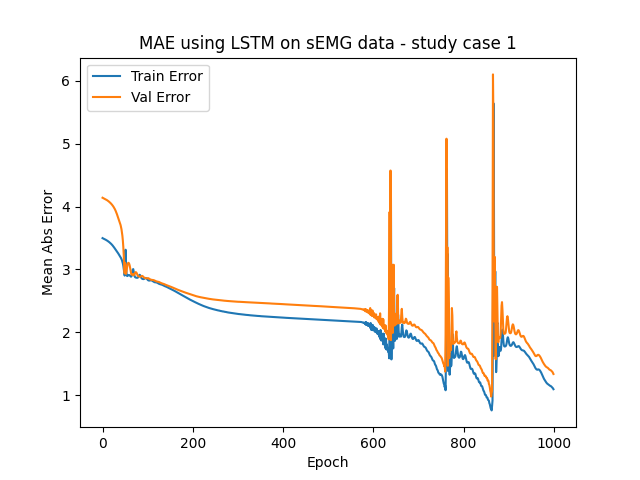 MAE using LSTM on sEMG data - study case 1
Train Error
Val Error
Mean Abs Error
6
5
4
3
2
1
0 200 400 600 800 1000
Epoch